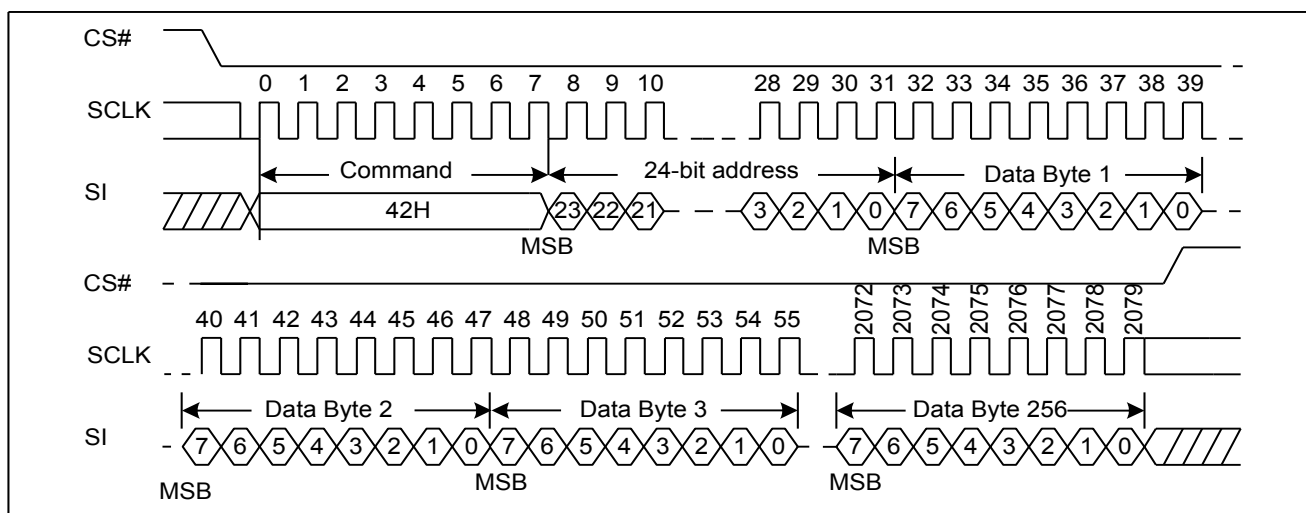 CS#
0 1 2 3 4 5 6 7 8 9 10 28 29 30 31 32 33 34 35 36 37 38 39
SCLK
Command 24-bit address Data Byte 1
SI
42H 23 22 21 3 2 1 0 7 6 5 4 3 2 1 0
MSB MSB
CS#
40 41 42 43 44 45 46 47 48 49 50 51 52 53 54 55 2072 2073 2074 2075 2076 2077 2078 2079
SCLK
Data Byte 2 Data Byte 3 Data Byte 256
SI
7 6 5 4 3 2 1 0 7 6 5 4 3 2 1 0 7 6 5 4 3 2 1 0
MSB MSB MSB